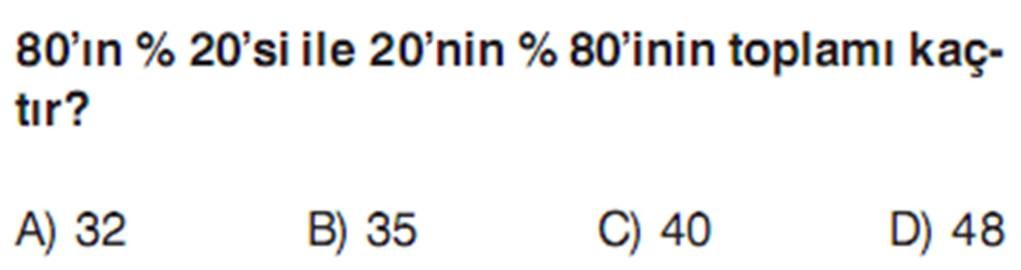 80’ın % 20’si ile 20’nin % 80’inin toplamı kaç-
tır?
A) 32 B) 35 C) 40 D) 48